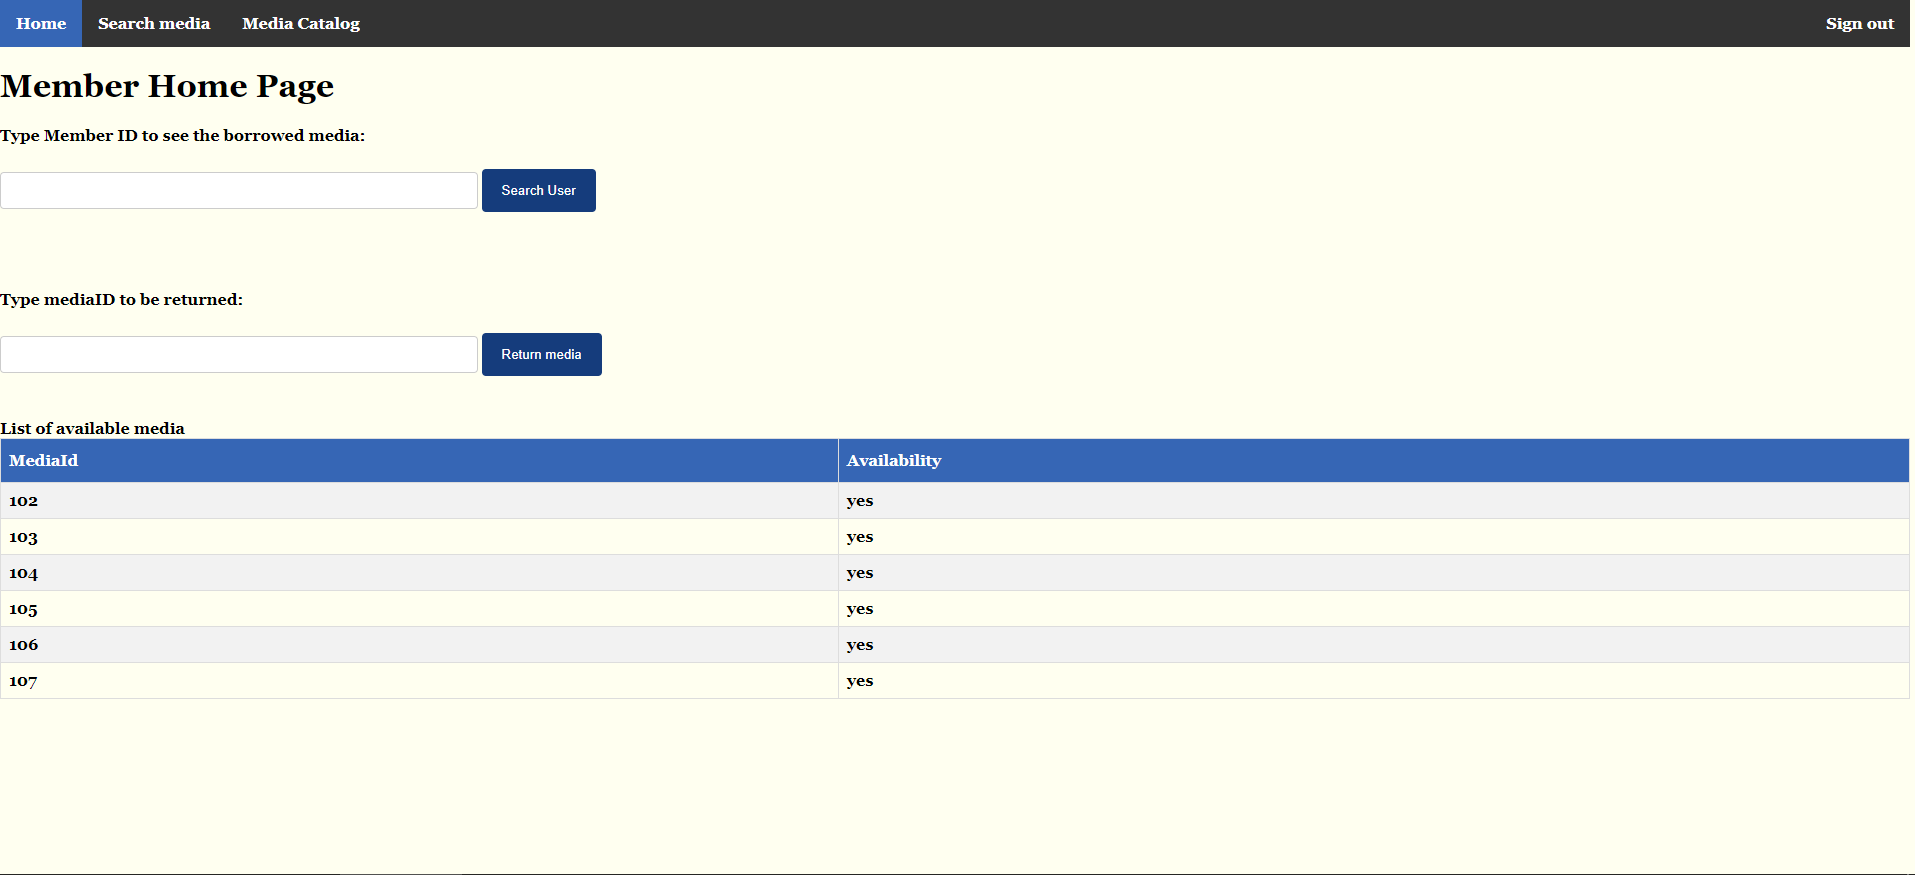 Home Search media Media Catalog Sign out
Member Home Page
Type Member ID to see the borrowed media:
Search User
Type mediaID to be returned:
Return media
List of available media
MediaId Availability
102 yes
103 yes
104 yes
105 yes
106 yes
107 yes